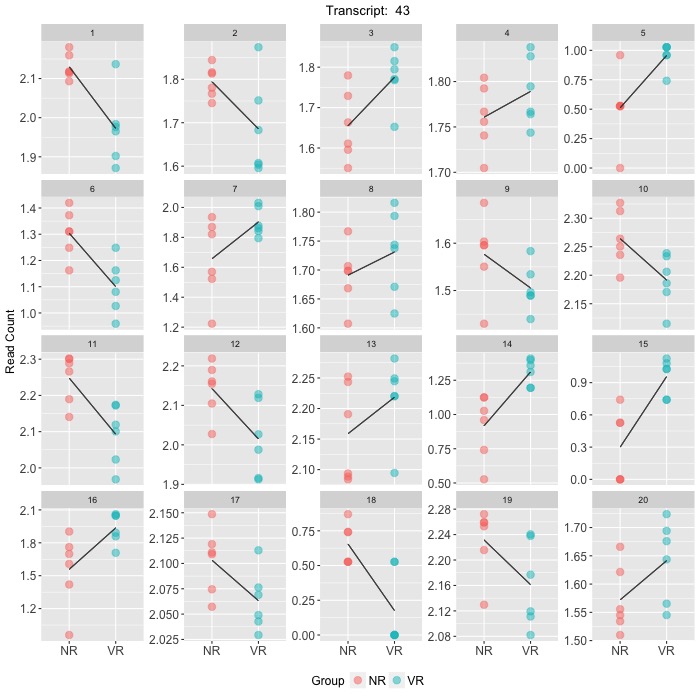 Transcript: 43
Read Count
1 2 3 4 5
2.1 1.8 1.8 1.80 1.00
2.0 1.7 1.7 1.75 0.75
1.9 1.6 1.6 1.70 0.50
0.25
0.00
6 7 8 9 10
1.4 2.0 1.80 1.6 2.30
1.3 1.8 1.75 1.5 2.25
1.2 1.6 1.70 2.20
1.1 1.4 1.65 2.15
1.0 1.2 1.60
11 12 13 14 15
2.3 2.2 2.25 1.25 0.9
2.2 2.1 2.20 1.00 0.6
2.1 2.0 2.15 0.75 0.3
2.0 1.9 2.10 0.50 0.0
16 17 18 19 20
2.1 2.150 0.75 2.28 1.70
1.8 2.125 0.50 2.24 1.65
1.5 2.100 0.25 2.20 1.60
1.2 2.075 0.00 2.16 1.55
2.050 2.12 1.50
2.025 2.08
NR VR NR VR NR VR NR VR NR VR
Group NR VR